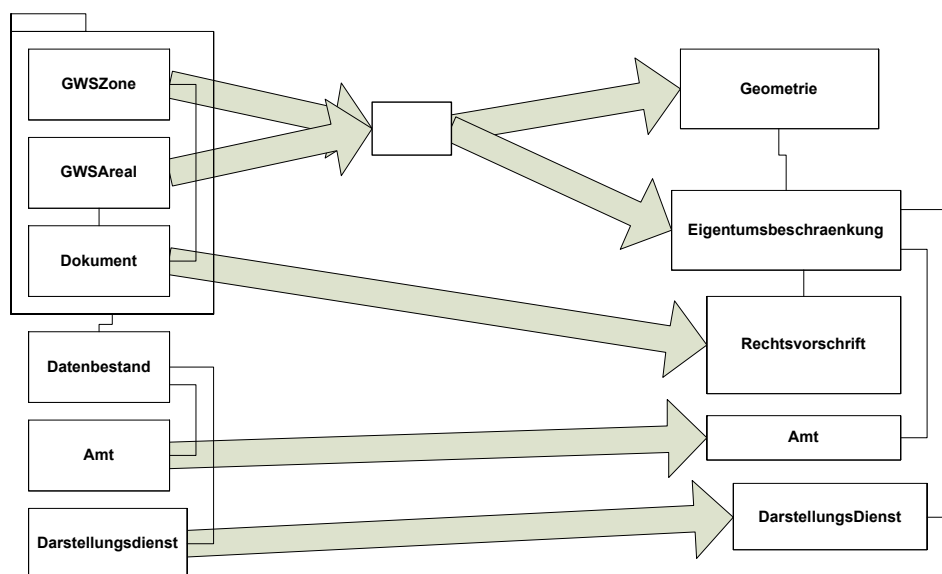 GWSZone
GWSAreal
Dokument
Datenbestand
Amt
Darstellungsdienst
Geometrie
Eigentumsbeschraenkung
Rechtsvorschrift
Amt
DarstellungsDienst